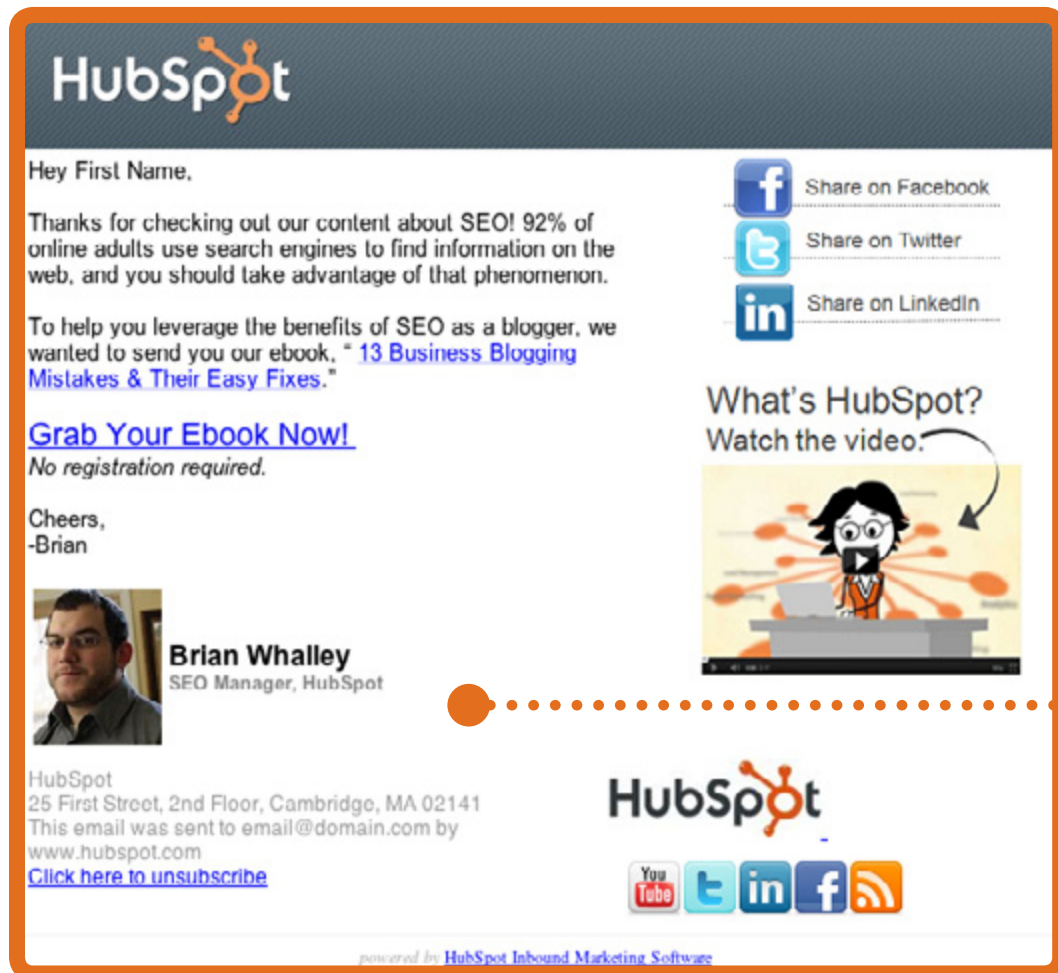 HubSpot
Hey First Name,
Thanks for checking out our content about SEO! 92% of
online adults use search engines to find information on the
web, and you should take advantage of that phenomenon.
To help you leverage the benefits of SEO as a blogger, we
wanted to send you our ebook, " 13 Business Blogging
Mistakes & Their Easy Fixes."
Grab Your Ebook Now!
No registration required.
Cheers,
-Brian
Brian Whalley
SEO Manager, HubSpot
HubSpot
25 First Street, 2nd Floor, Cambridge, MA 02141
This email was sent to email@domain.com by
www.hubspot.com
Click here to unsubscribe
Share on Facebook
Share on Twitter
Share on LinkedIn
What's HubSpot?
Watch the video:
Analytics
HubSpot
You
Tube
in
f
powered by HubSpot Inbound Marketing Software